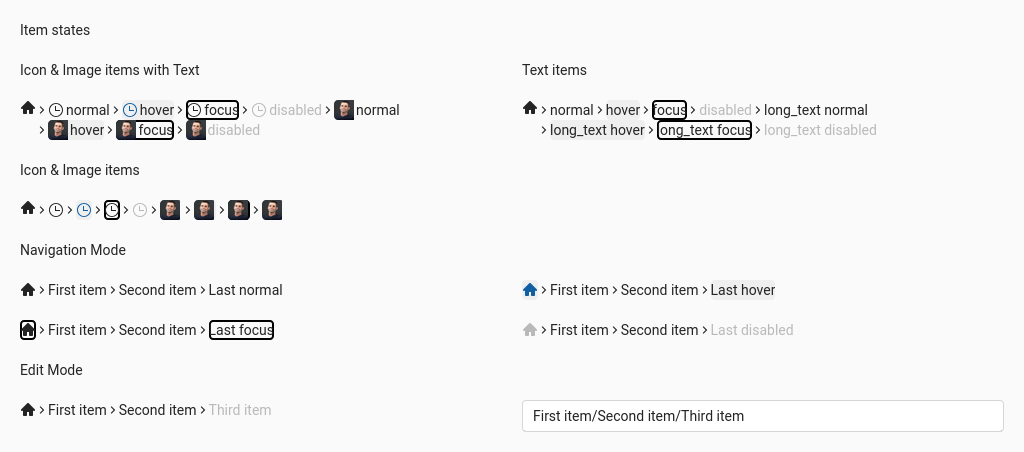 Item states
Icon & Image items with Text
normal hover focus disabled normal
hover focus disabled
Text items
normal hover focus disabled long_text normal
long_text hover long_text focus long_text disabled
Icon & Image items
Navigation Mode
First item Second item Last normal
First item Second item Last hover
First item Second item Last focus
First item Second item Last disabled
Edit Mode
First item Second item Third item
First item/Second item/Third item